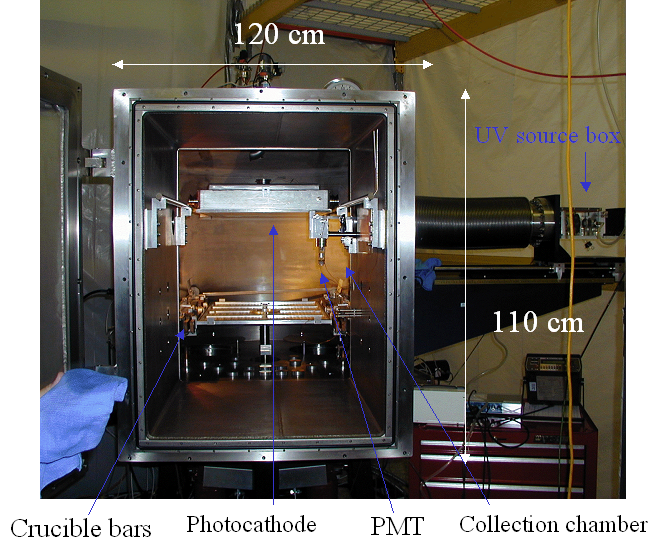 120 cm
UV source box
110 cm
Crucible bars
Photocathode
PMT
Collection chamber